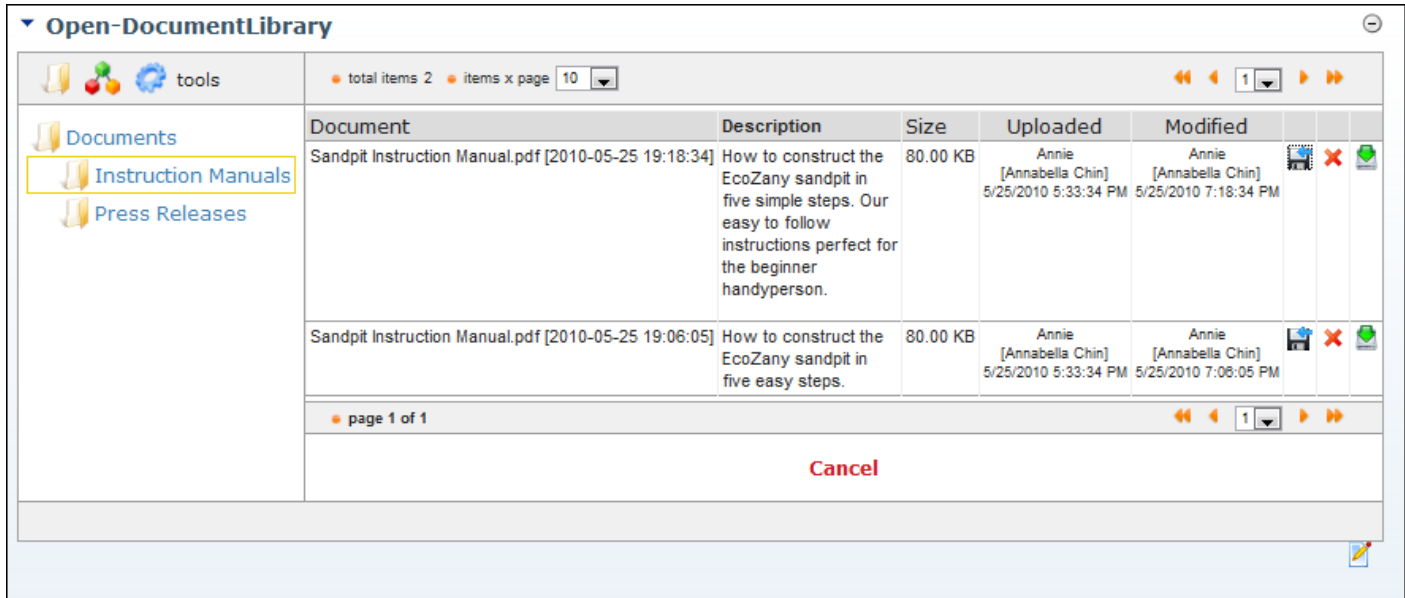 Open-DocumentLibrary
tools
total items 2 items x page 10
1
Documents
Instruction Manuals
Press Releases
Document Description Size Uploaded Modified
Sandpit Instruction Manual.pdf [2010-05-25 19:18:34]
How to construct the
EcoZany sandpit in
five simple steps. Our
easy to follow
instructions perfect for
the beginner
handyperson.
80.00 KB
Annie
[Annabella Chin]
5/25/2010 5:33:34 PM
Annie
[Annabella Chin]
5/25/2010 7:18:34 PM
Sandpit Instruction Manual.pdf [2010-05-25 19:06:05]
How to construct the
EcoZany sandpit in
five easy steps.
80.00 KB
Annie
[Annabella Chin]
5/25/2010 5:33:34 PM
Annie
[Annabella Chin]
5/25/2010 7:06:05 PM
page 1 of 1
1
Cancel